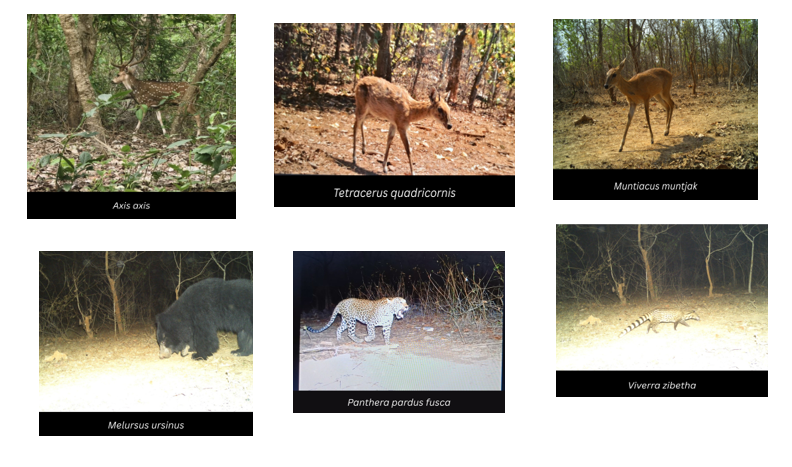 Axis axis
Tetracerus quadricornis
Muntiacus muntjak
Melursus ursinus
Panthera pardus fusca
Viverra zibetha